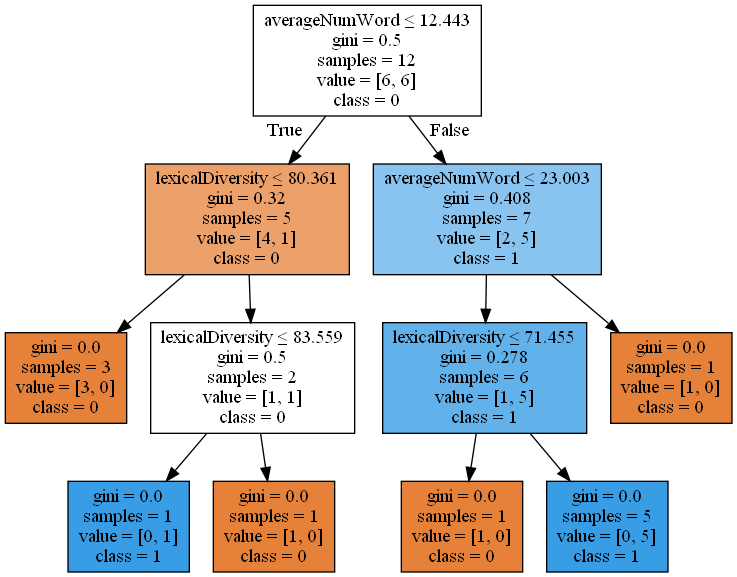 averageNumWord ≤ 12.443
gini = 0.5
samples = 12
value = [6, 6]
class = 0
True
False
lexicalDiversity ≤ 80.361
gini = 0.32
samples = 5
value = [4, 1]
class = 0
averageNumWord ≤ 23.003
gini = 0.408
samples = 7
value = [2, 5]
class = 1
gini = 0.0
samples = 3
value = [3, 0]
class = 0
lexicalDiversity ≤ 83.559
gini = 0.5
samples = 2
value = [1, 1]
class = 0
lexicalDiversity ≤ 71.455
gini = 0.278
samples = 6
value = [1, 5]
class = 1
gini = 0.0
samples = 1
value = [1, 0]
class = 0
gini = 0.0
samples = 1
value = [0, 1]
class = 1
gini = 0.0
samples = 1
value = [1, 0]
class = 0
gini = 0.0
samples = 1
value = [1, 0]
class = 0
gini = 0.0
samples = 5
value = [0, 5]
class = 1